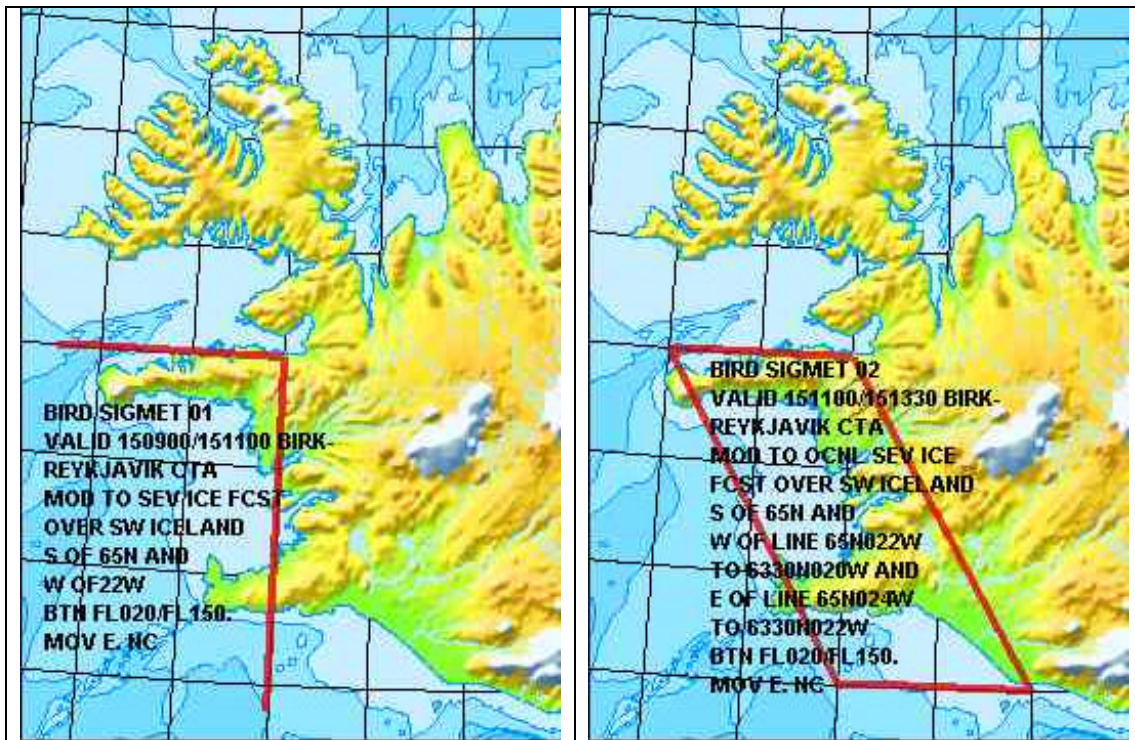 BIRD SIGMET 01
VALID 150900/151100 BIRK-
REYKJAVIK CTA
MOD TO SEV ICE FCST
OVER SW ICELAND
S OF 65N AND
W OF22W
BTN FL020/FL150.
MOV E. NC
BIRD SIGMET 02
VALID 151100/151330 BIRK-
REYKJAVIK CTA
MOD TO OCNL SEV ICE
FCST OVER SW ICELAND
S OF 65N AND
W OF LINE 65N022W
TO 6330N020W AND
E OF LINE 65N024W
TO 6330N022W
BTN FL020/FL150.
MOV E. NC